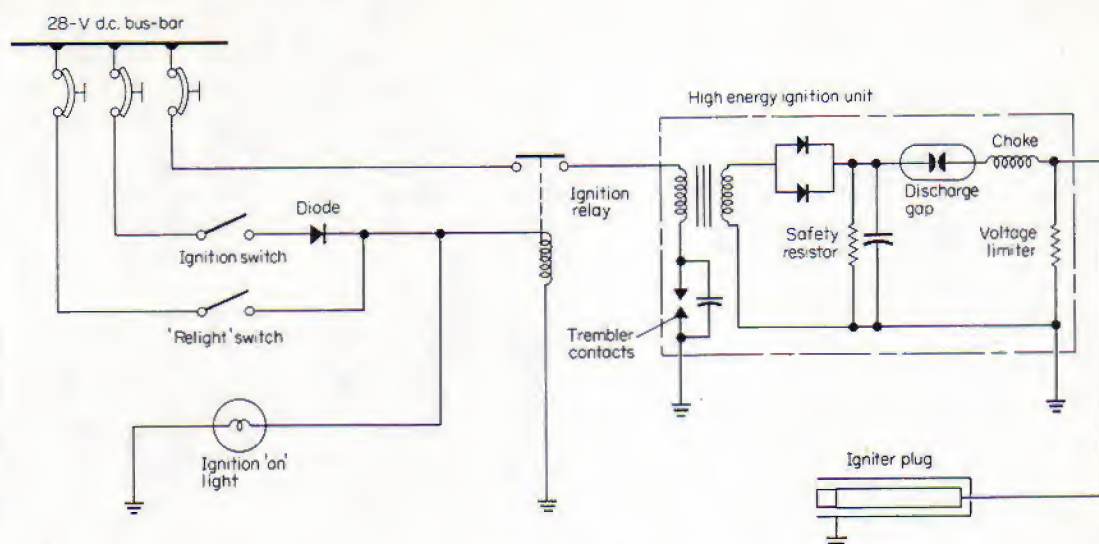 28-V d.c. bus-bar
High energy ignition unit
Choke
Ignition
relay
Discharge
gap
Diode
Safety
resistor
Voltage
limiter
Ignition switch
'Relight' switch
Trembler
contacts
Ignition 'on'
light
Igniter plug